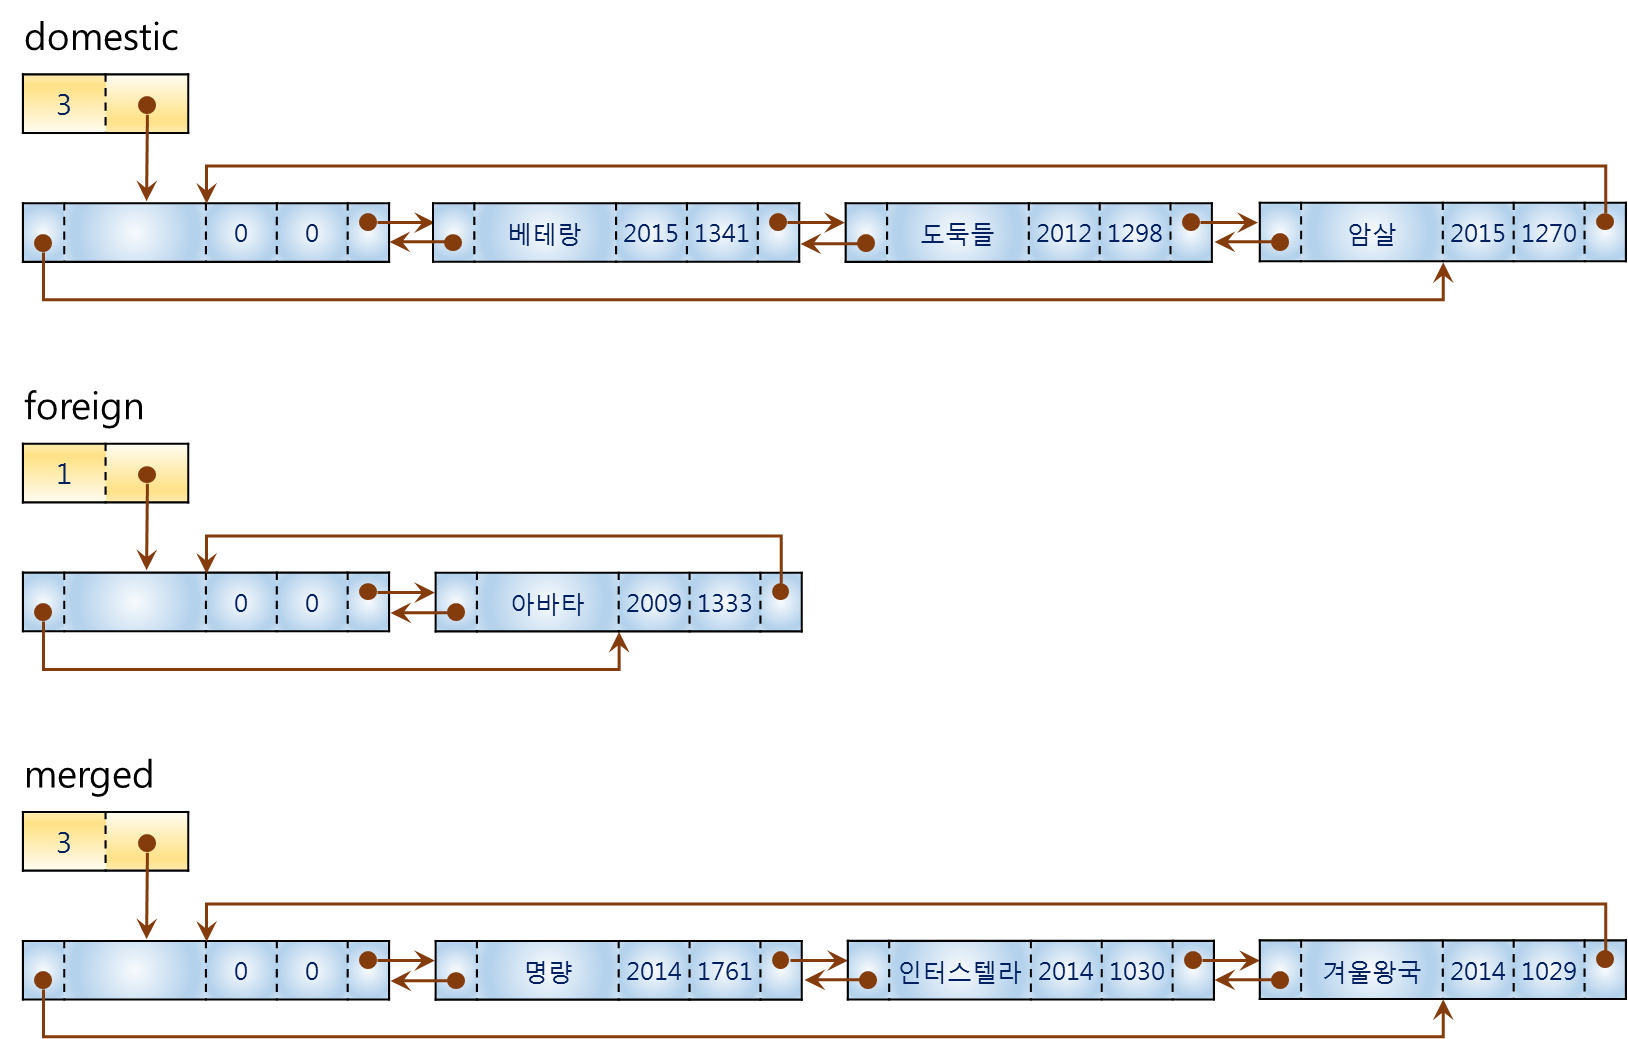 domestic
3
0 0 베테랑 2015 1341 도둑들 2012 1298 암살 2015 1270
foreign
1
0 0 아바타 2009 1333
merged
3
0 0 명량 2014 1761 인터스텔라 2014 1030 겨울왕국 2014 1029